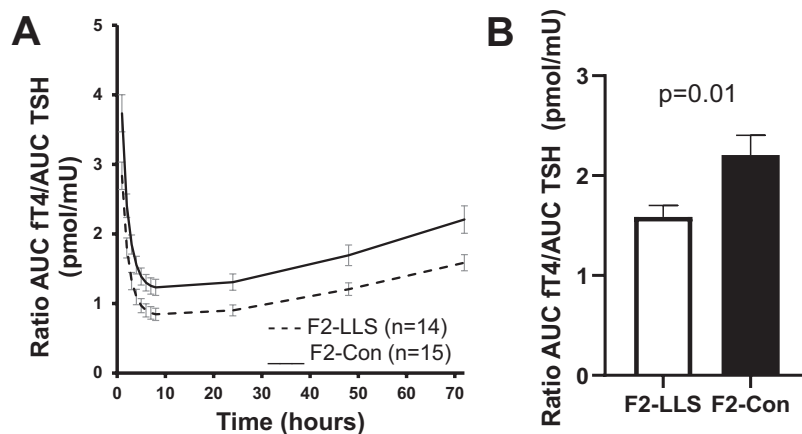 A
Ratio AUC fT4/AUC TSH
(pmol/mU)
5
4
3
2
1
0
0 10 20 30 40 50 60 70
Time (hours)
F2-LLS (n=14)
F2-Con (n=15)
B
Ratio AUC fT4/AUC TSH (pmol/mU)
3
2
1
0
p=0.01
F2-LLS F2-Con